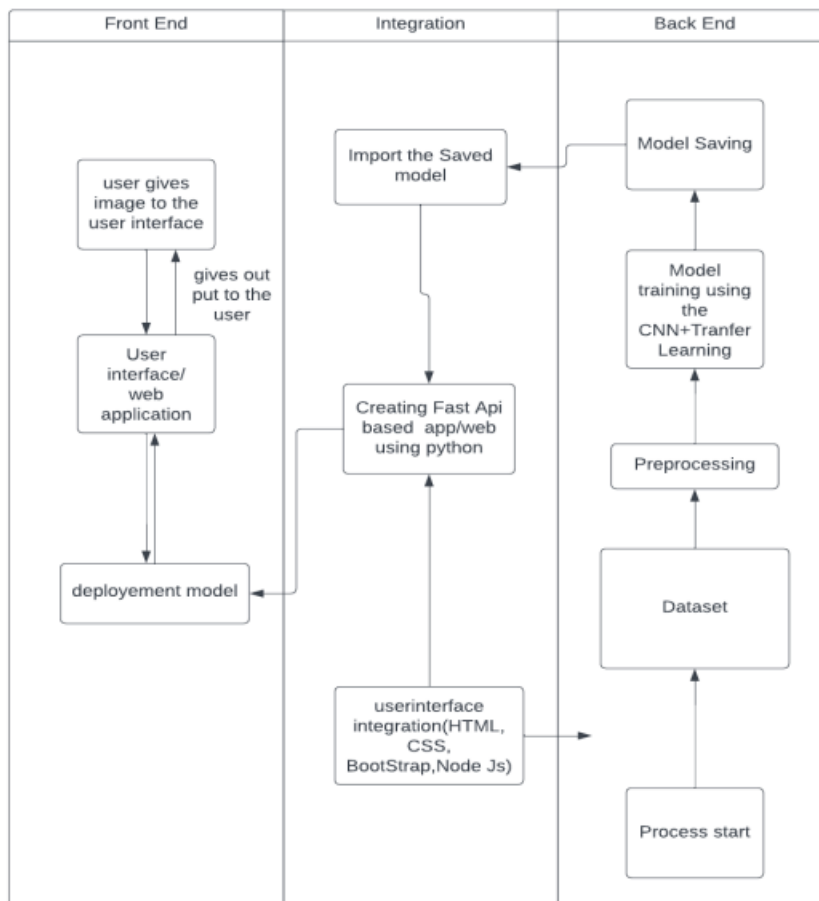 Front End
Integration
Back End
user gives
image to the
user interface
gives out
put to the
user
User
interface/
web
application
deployement model
Import the Saved
model
Creating Fast Api
based app/web
using python
userinterface
integration(HTML,
CSS,
BootStrap,Node Js)
Model Saving
Model
training using
the
CNN+Tranfer
Learning
Preprocessing
Dataset
Process start